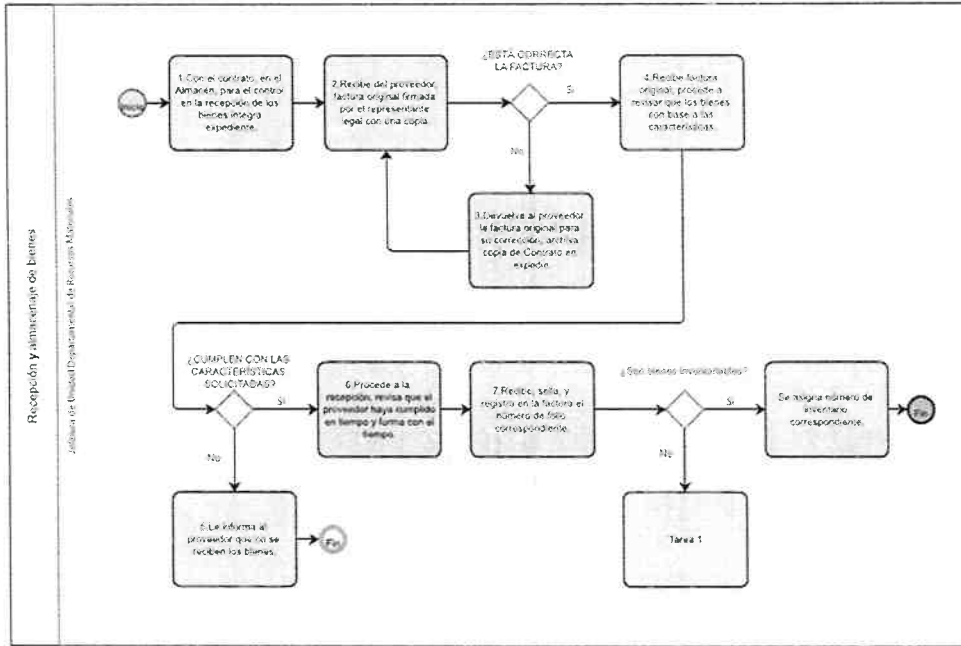 Recepción y almacenaje de bienes
Jefatura de Unidad Departamental de Recursos Materiales
Inicio
1.Con el contrato, en el
Almacén, para el control
en la recepción de los
bienes integra
expediente.
2.Recibe del proveedor,
factura original firmada
por el representante
legal con una copia.
¿ESTÁ CORRECTA
LA FACTURA?
Si
No
3.Devuelve al proveedor
la factura original para
su corrección, archiva
copia de Contrato en
expedie.
4.Recibe factura
original, procede a
revisar que los bienes
con base a las
características.
¿CUMPLEN CON LAS
CARACTERÍSTICAS
SOLICITADAS?
Si
No
5.Le informa al
proveedor que no se
reciben los bienes.
Fin
6.Procede a la
recepción, revisa que el
proveedor haya cumplido
en tiempo y forma con el
tiempo.
7.Recibe, sella, y
registra en la factura el
número de folio
correspondiente.
¿Son bienes inventariables?
Si
No
Tarea 1
Se asigna número de
inventario
correspondiente.
Fin